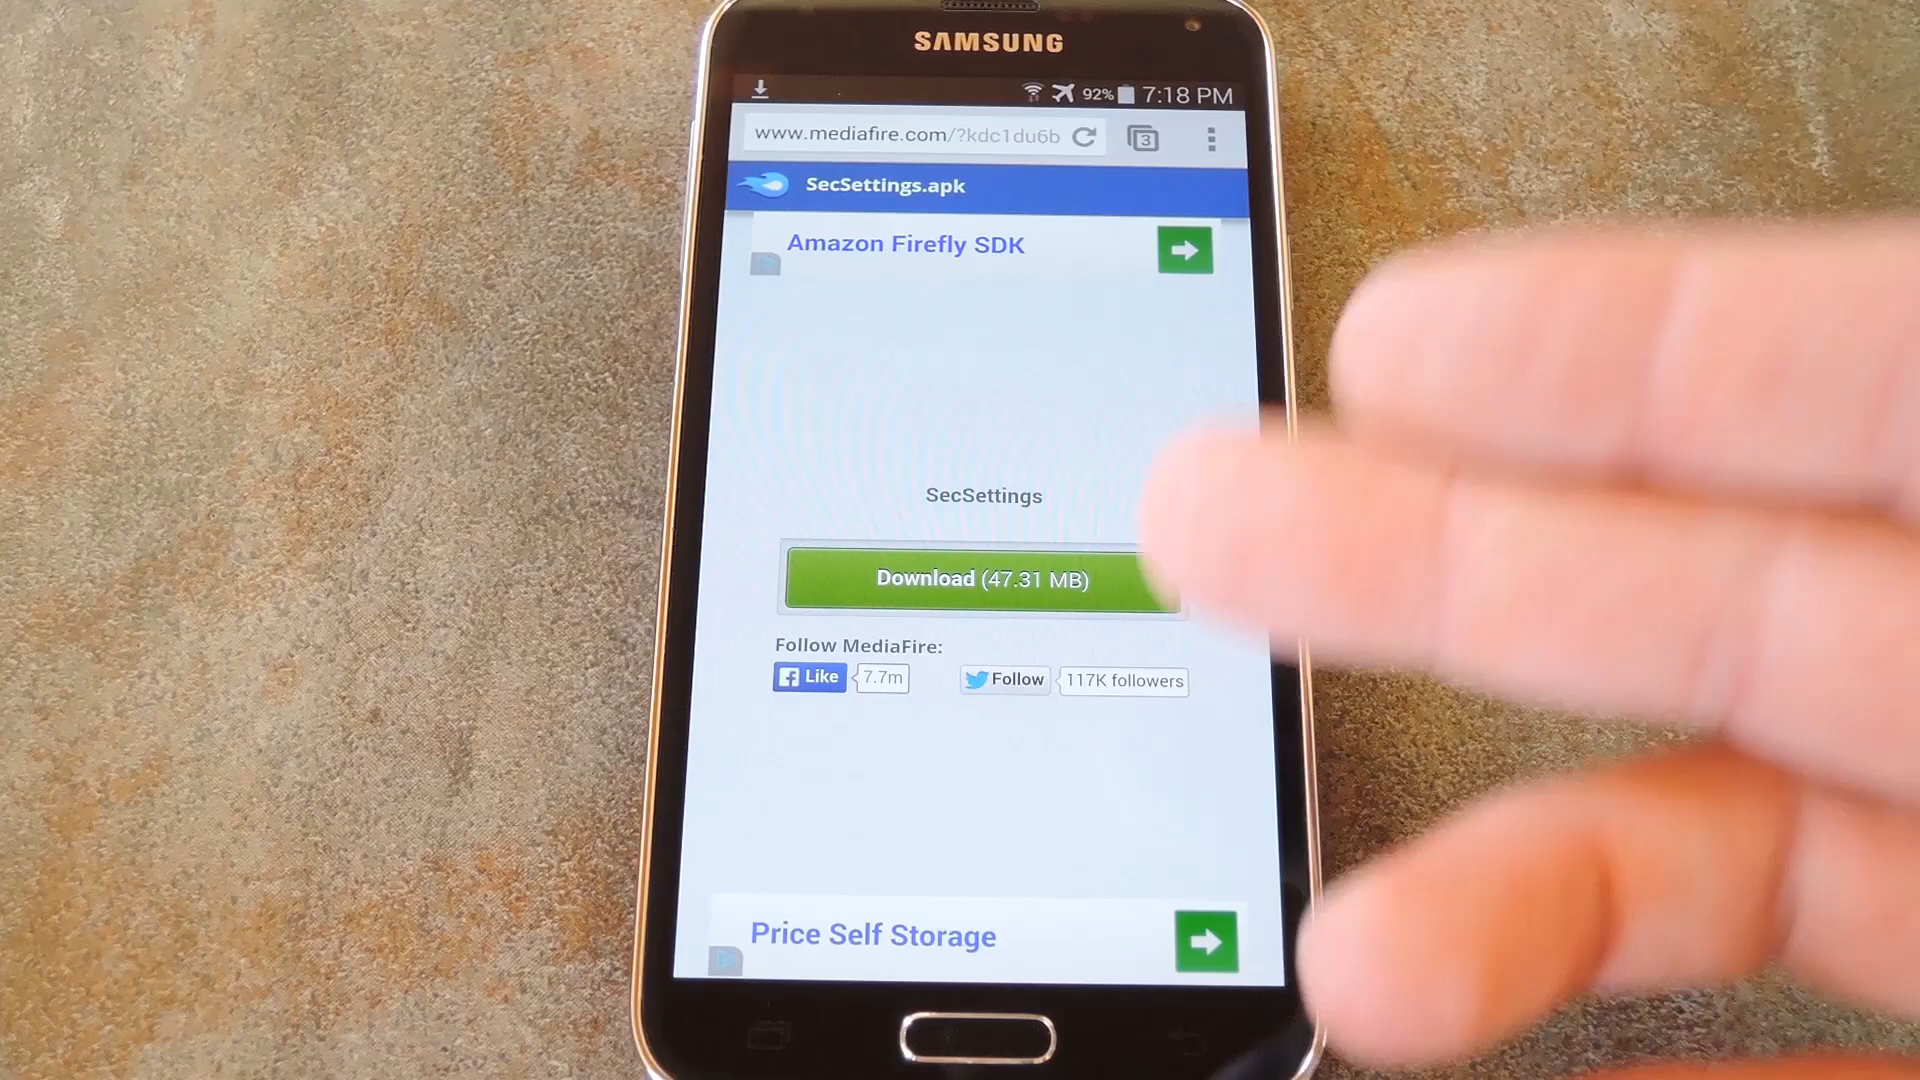 SAMSUNG
92% 7:18 PM
www.mediafire.com/?kdc1du6b
3
SecSettings.apk
Amazon Firefly SDK
SecSettings
Download (47.31 MB)
Follow MediaFire:
Like 7.7m Follow 117K followers
Price Self Storage